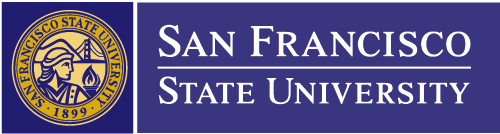 · SAN FRANCISCO STATE UNIVERSITY ·
1899
SAN FRANCISCO
STATE UNIVERSITY